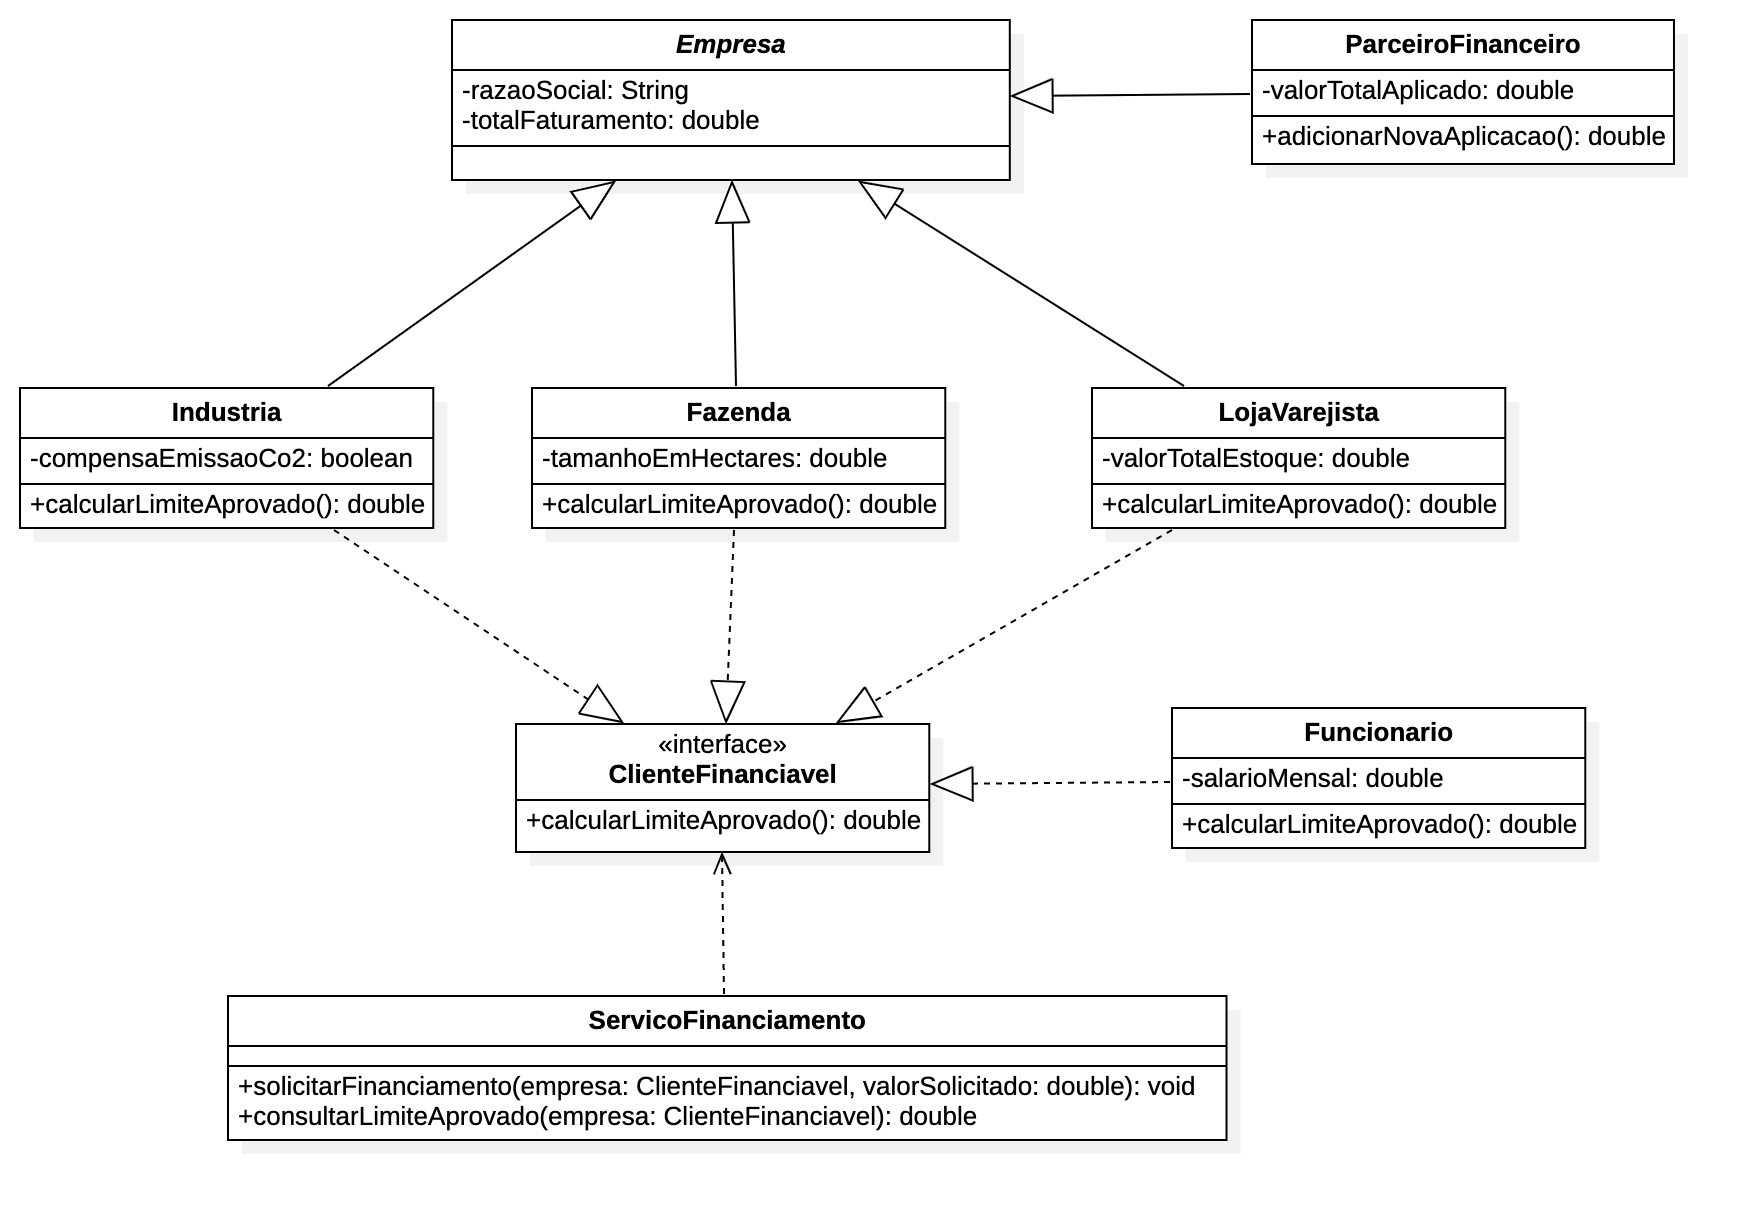 Empresa
-razaoSocial: String
-totalFaturamento: double
ParceiroFinanceiro
-valorTotalAplicado: double
+adicionarNovaAplicacao(): double
Industria
-compensaEmissaoCo2: boolean
+calcularLimiteAprovado(): double
Fazenda
-tamanhoEmHectares: double
+calcularLimiteAprovado(): double
LojaVarejista
-valorTotalEstoque: double
+calcularLimiteAprovado(): double
«interface»
ClienteFinanciavel
+calcularLimiteAprovado(): double
Funcionario
-salarioMensal: double
+calcularLimiteAprovado(): double
ServicoFinanciamento
+solicitarFinanciamento(empresa: ClienteFinanciavel, valorSolicitado: double): void
+consultarLimiteAprovado(empresa: ClienteFinanciavel): double